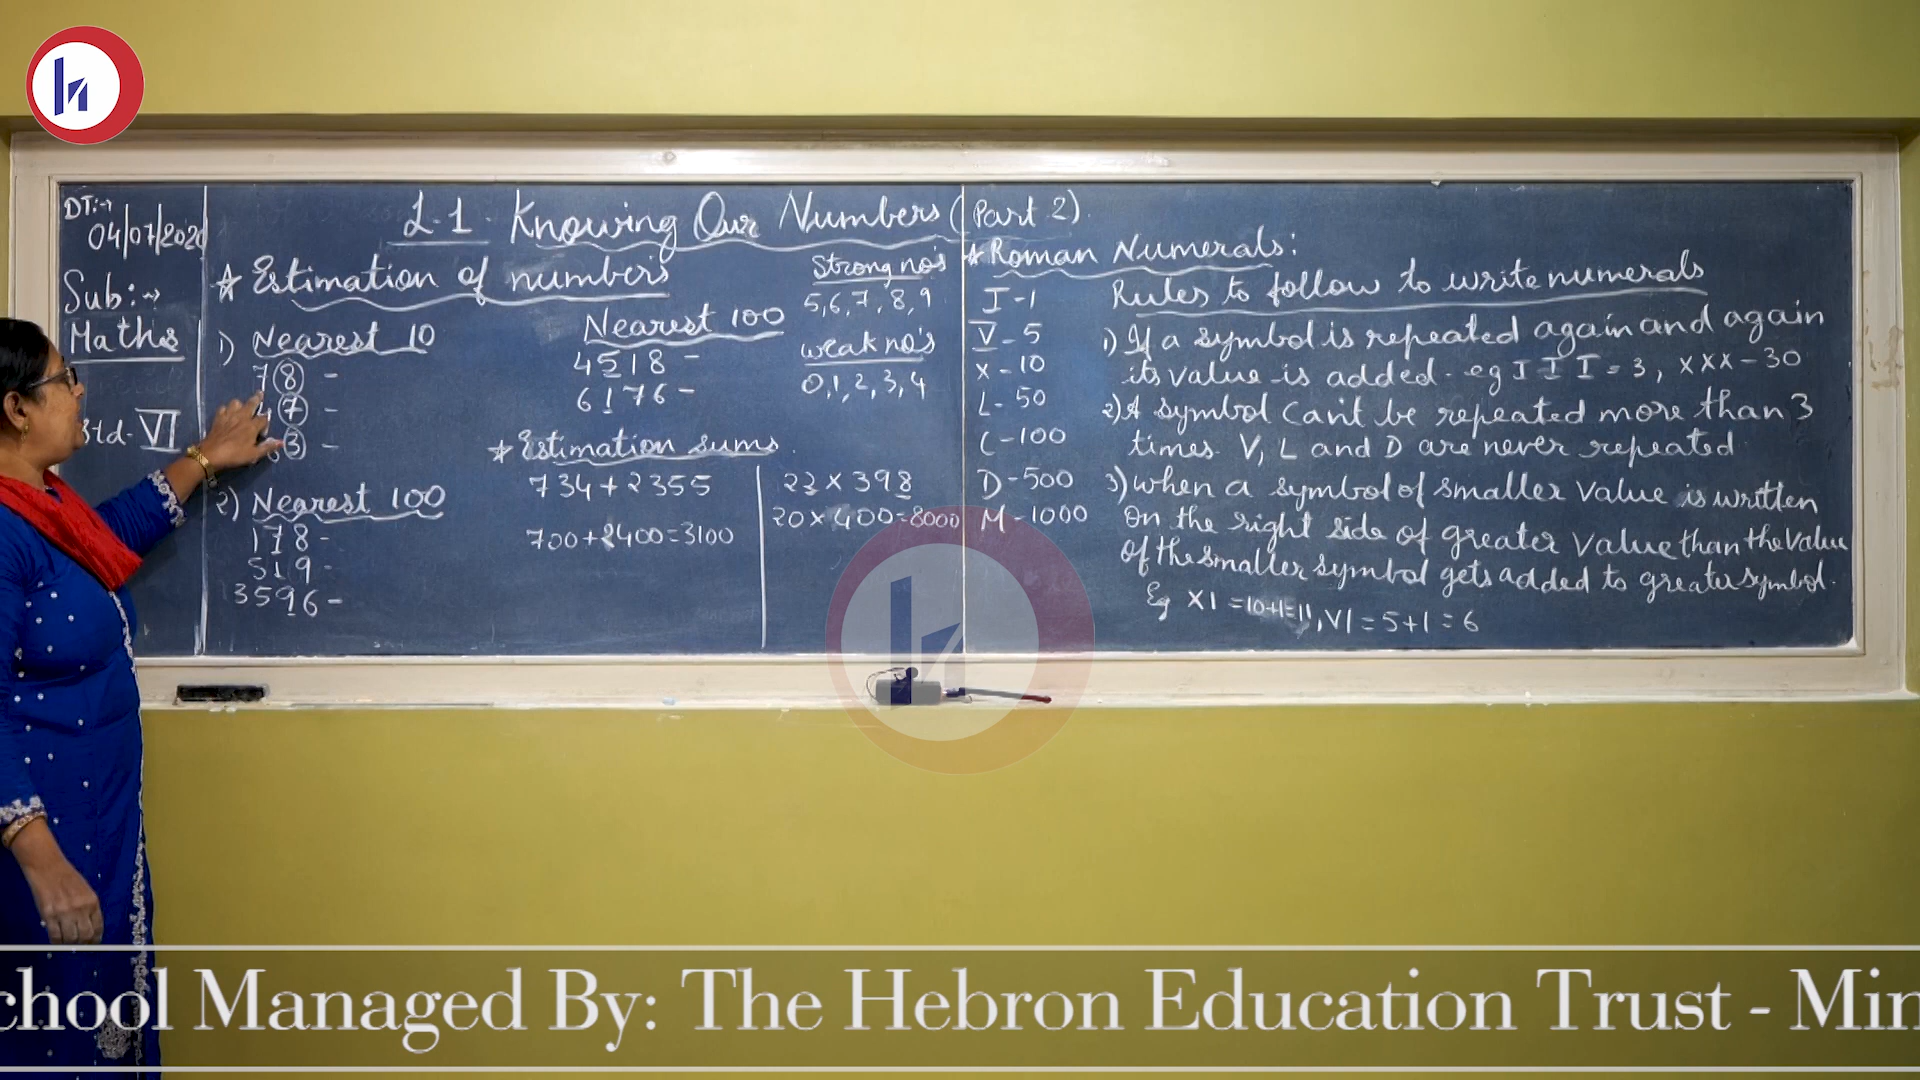 DT:→
04/07/2020
Sub:→
Maths
Std- VI
L-1. Knowing Our Numbers (Part 2)
★ Estimation of numbers
1) Nearest 10
78 -
47 -
3 -
2) Nearest 100
178 -
519 -
3596 -
Nearest 100
4518 -
6176 -
Strong no's
5,6,7,8,9
weak no's
0,1,2,3,4
★ Estimation sums
734+2355
700+2400=3100
22×398
20×400=8000
★ Roman Numerals:
I - 1
V - 5
X - 10
L - 50
C - 100
D - 500
M - 1000
Rules to follow to write numerals
1) If a symbol is repeated again and again
its value is added. eg I I I = 3, XXX - 30
2) A symbol can't be repeated more than 3
times. V, L and D are never repeated
3) when a symbol of smaller value is written
on the right side of greater value than the value
of the smaller symbol gets added to greater symbol.
Eg XI = 10+1=11, VI = 5+1 = 6
chool Managed By: The Hebron Education Trust - Min